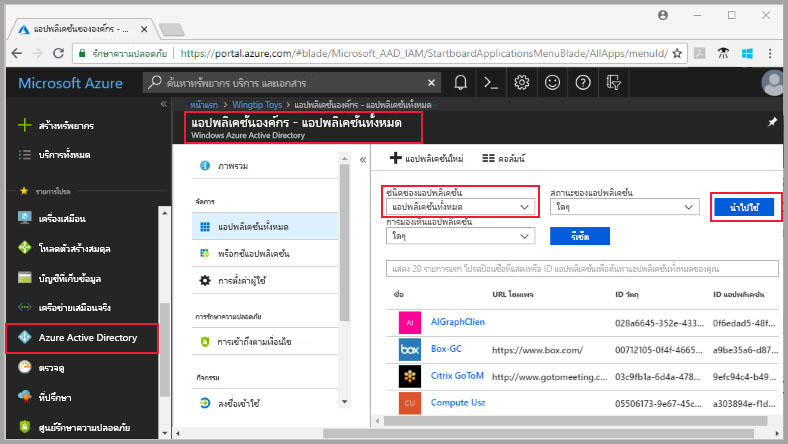 แอปพลิเคชันขององค์กร - แอปพลิเคชันทั้งหมด
รักษาความปลอดภัย https://portal.azure.com/#blade/Microsoft_AAD_IAM/StartboardApplicationsMenuBlade/AllApps/menuId/
Microsoft Azure
ค้นหาทรัพยากร บริการ และเอกสาร
หน้าแรก > Wingtip Toys > แอปพลิเคชันองค์กร - แอปพลิเคชันทั้งหมด
แอปพลิเคชันองค์กร - แอปพลิเคชันทั้งหมด
Windows Azure Active Directory
สร้างทรัพยากร
บริการทั้งหมด
รายการโปรด
เครื่องเสมือน
โหลดตัวสร้างสมดุล
บัญชีที่เก็บข้อมูล
เครือข่ายเสมือนจริง
Azure Active Directory
ตรวจดู
ที่ปรึกษา
ศูนย์รักษาความปลอดภัย
ภาพรวม
จัดการ
แอปพลิเคชันทั้งหมด
พร็อกซีแอปพลิเคชัน
การตั้งค่าผู้ใช้
การรักษาความปลอดภัย
การเข้าถึงตามเงื่อนไข
กิจกรรม
ลงชื่อเข้าใช้
แอปพลิเคชันใหม่ คอลัมน์
ชนิดของแอปพลิเคชัน สถานะของแอปพลิเคชัน
แอปพลิเคชันทั้งหมด ใดๆ นำไปใช้
การมองเห็นแอปพลิเคชัน
ใดๆ รีเซ็ต
แสดง 20 รายการแรก โปรดป้อนชื่อที่แสดงหรือ ID แอปพลิเคชันเพื่อค้นหาแอปพลิเคชันทั้งหมดของคุณ
ชื่อ URL โฮมเพจ ID วัตถุ ID แอปพลิเคชัน
AI AIGraphClien 028a6645-352e-433... 0f6edad5-48f...
box Box-GC https://www.box.com/ 00712105-0f4f-4665... a9be35a6-d87...
Citrix GoToM http://www.gotomeeting.c... 03c9fb1a-6d4a-478... 9efc94c4-b49...
CU Compute Usa 05506173-9e67-45c... a303894e-f1d...